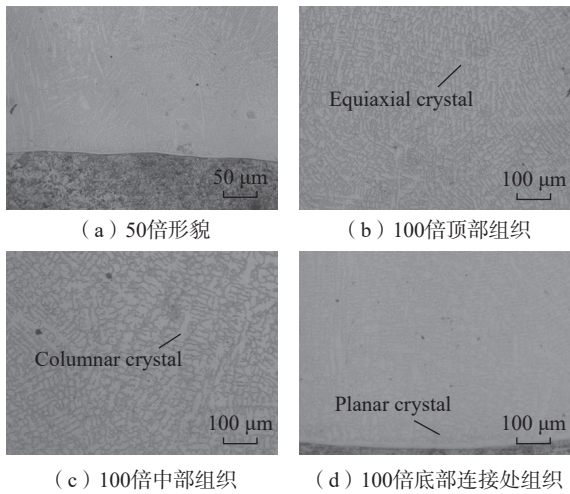 50 μm
Equiaxial crystal
100 μm
（a）50倍形貌
（b）100倍顶部组织
Columnar crystal
100 μm
Planar crystal
100 μm
（c）100倍中部组织
（d）100倍底部连接处组织